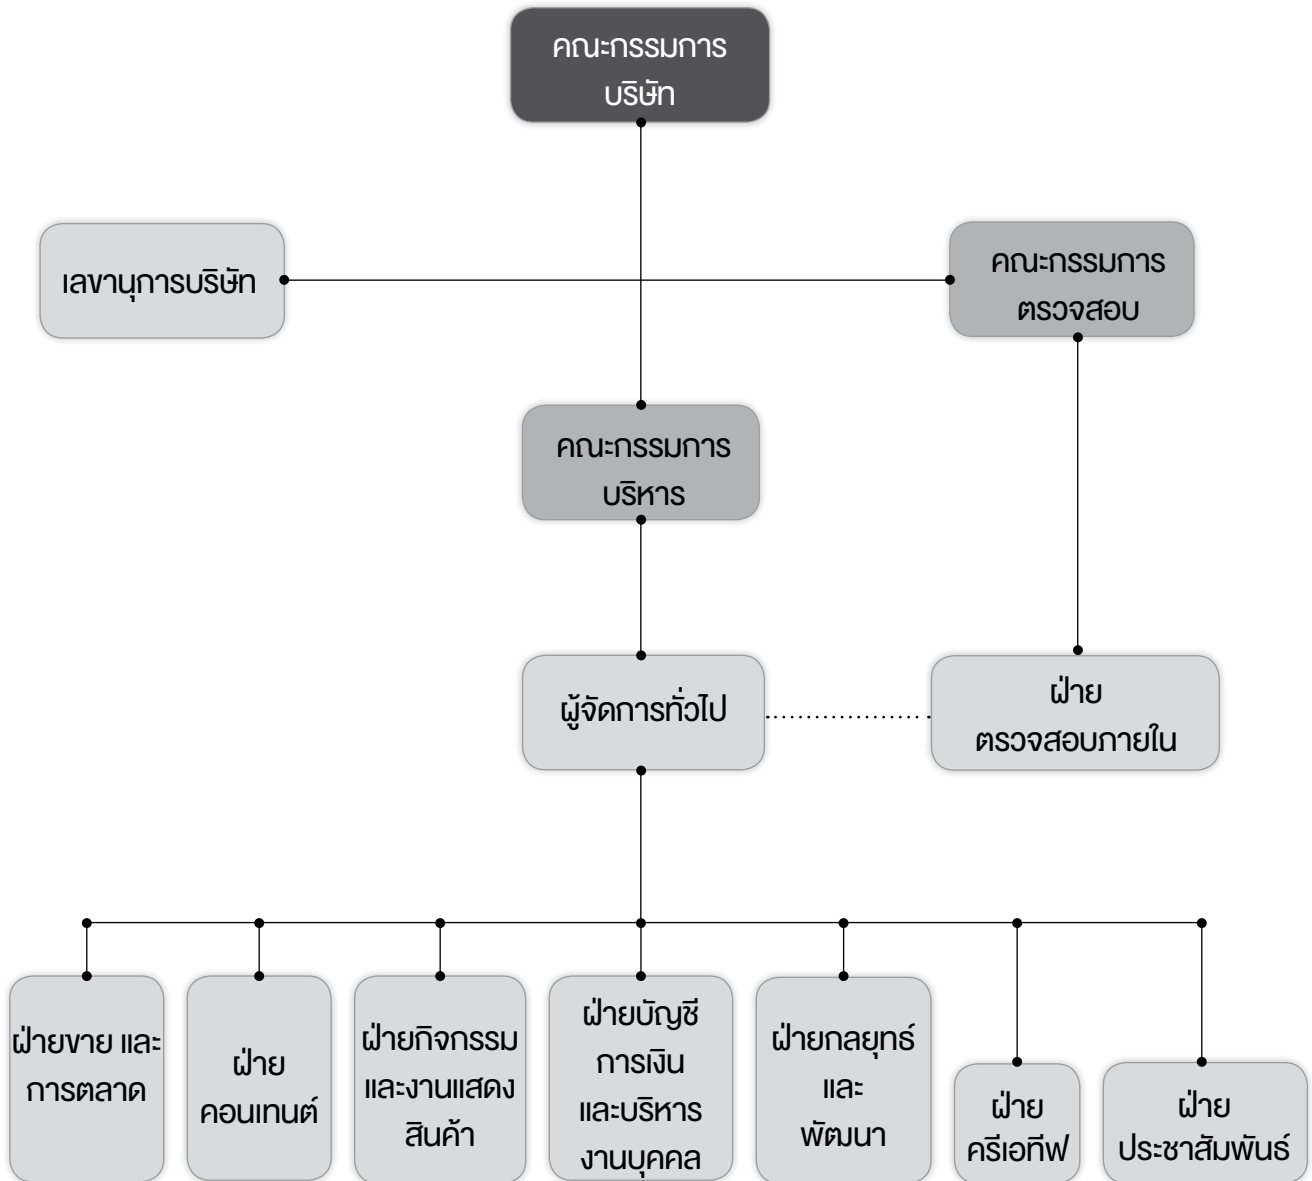 คณะกรรมการ
บริษัท
เลขานุการบริษัท
คณะกรรมการ
ตรวจสอบ
คณะกรรมการ
บริหาร
ผู้จัดการทั่วไป
ฝ่าย
ตรวจสอบภายใน
ฝ่ายขาย และ
การตลาด
ฝ่าย
คอนเทนต์
ฝ่ายกิจกรรม
และงานแสดง
สินค้า
ฝ่ายบัญชี
การเงิน
และบริหาร
งานบุคคล
ฝ่ายกลยุทธ์
และ
พัฒนา
ฝ่าย
ครีเอทีฟ
ฝ่าย
ประชาสัมพันธ์